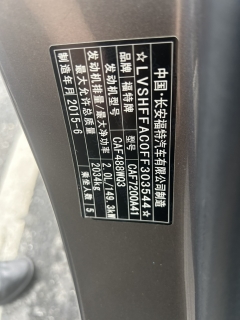 中国·长安福特汽车有限公司制造
★LVSHFFAC0FF303544★
品牌 福特牌 整车型号 CAF7200A41
发动机型号 CAF488WQ3
发动机排量/最大净功率 2.0L/149.3kW
最大允许总质量 2034kg
制造年月 2015-6 乘坐人数 5